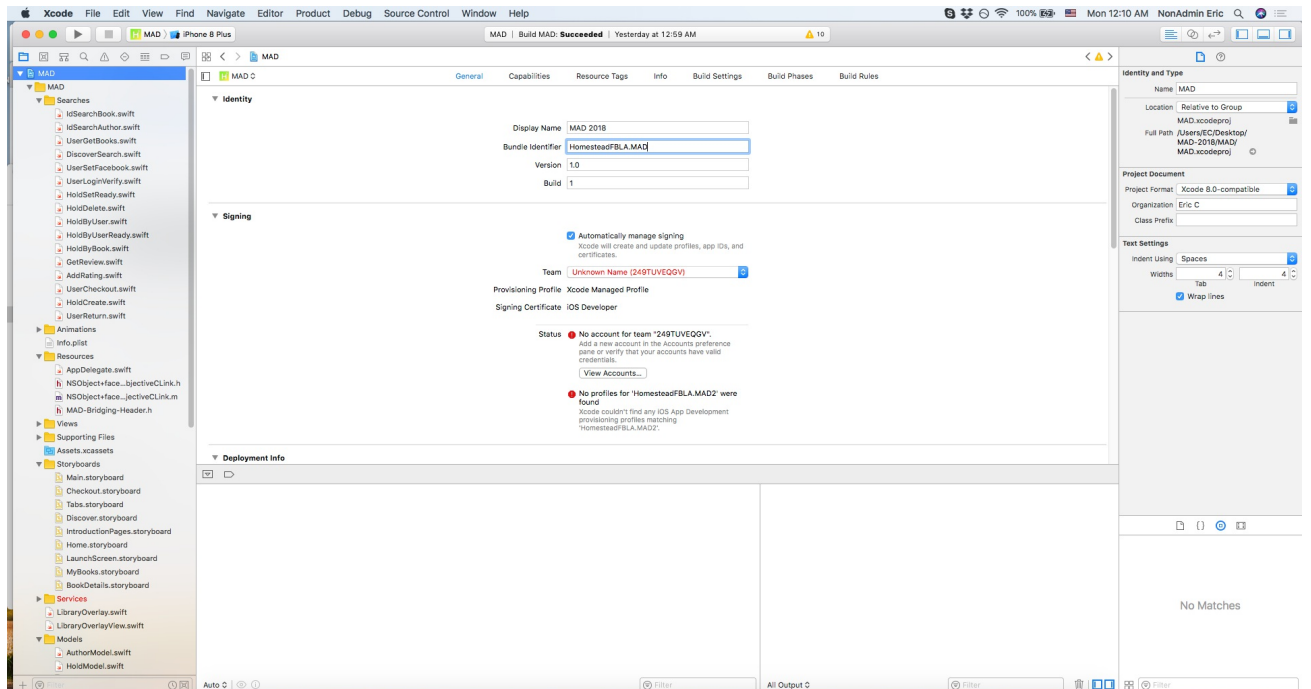 Xcode File Edit View Find Navigate Editor Product Debug Source Control Window Help
100% Mon 12:10 AM NonAdmin Eric
MAD iPhone 8 Plus
MAD | Build MAD: Succeeded | Yesterday at 12:59 AM
10
MAD
MAD
Searches
IdSearchBook.swift
IdSearchAuthor.swift
UserGetBooks.swift
DiscoverSearch.swift
UserSetFacebook.swift
UserLoginVerify.swift
HoldSetReady.swift
HoldDelete.swift
HoldByUser.swift
HoldByUserReady.swift
HoldByBook.swift
GetReview.swift
AddRating.swift
UserCheckout.swift
HoldCreate.swift
UserReturn.swift
Animations
Info.plist
Resources
AppDelegate.swift
NSObject+face...bjectiveCLink.h
NSObject+face...bjectiveCLink.m
MAD-Bridging-Header.h
Views
Supporting Files
Assets.xcassets
Storyboards
Main.storyboard
Checkout.storyboard
Tabs.storyboard
Discover.storyboard
IntroductionPages.storyboard
Home.storyboard
LaunchScreen.storyboard
MyBooks.storyboard
BookDetails.storyboard
Services
LibraryOverlay.swift
LibraryOverlayView.swift
Models
AuthorModel.swift
HoldModel.swift
Filter
MAD
MAD
General Capabilities Resource Tags Info Build Settings Build Phases Build Rules
Identity
Display Name MAD 2018
Bundle Identifier HomesteadFBLA.MAD
Version 1.0
Build 1
Signing
Automatically manage signing
Xcode will create and update profiles, app IDs, and
certificates.
Team Unknown Name (249TUVEQGV)
Provisioning Profile Xcode Managed Profile
Signing Certificate iOS Developer
Status No account for team "249TUVEQGV".
Add a new account in the Accounts preference
pane or verify that your accounts have valid
credentials.
View Accounts...
No profiles for 'HomesteadFBLA.MAD2' were
found
Xcode couldn't find any iOS App Development
provisioning profiles matching
'HomesteadFBLA.MAD2'.
Deployment Info
Auto
Filter
All Output
Filter
Identity and Type
Name MAD
Location Relative to Group
MAD.xcodeproj
Full Path /Users/EC/Desktop/
MAD-2018/MAD/
MAD.xcodeproj
Project Document
Project Format Xcode 8.0-compatible
Organization Eric C
Class Prefix
Text Settings
Indent Using Spaces
Widths 4 4
Tab Indent
Wrap lines
No Matches
Filter